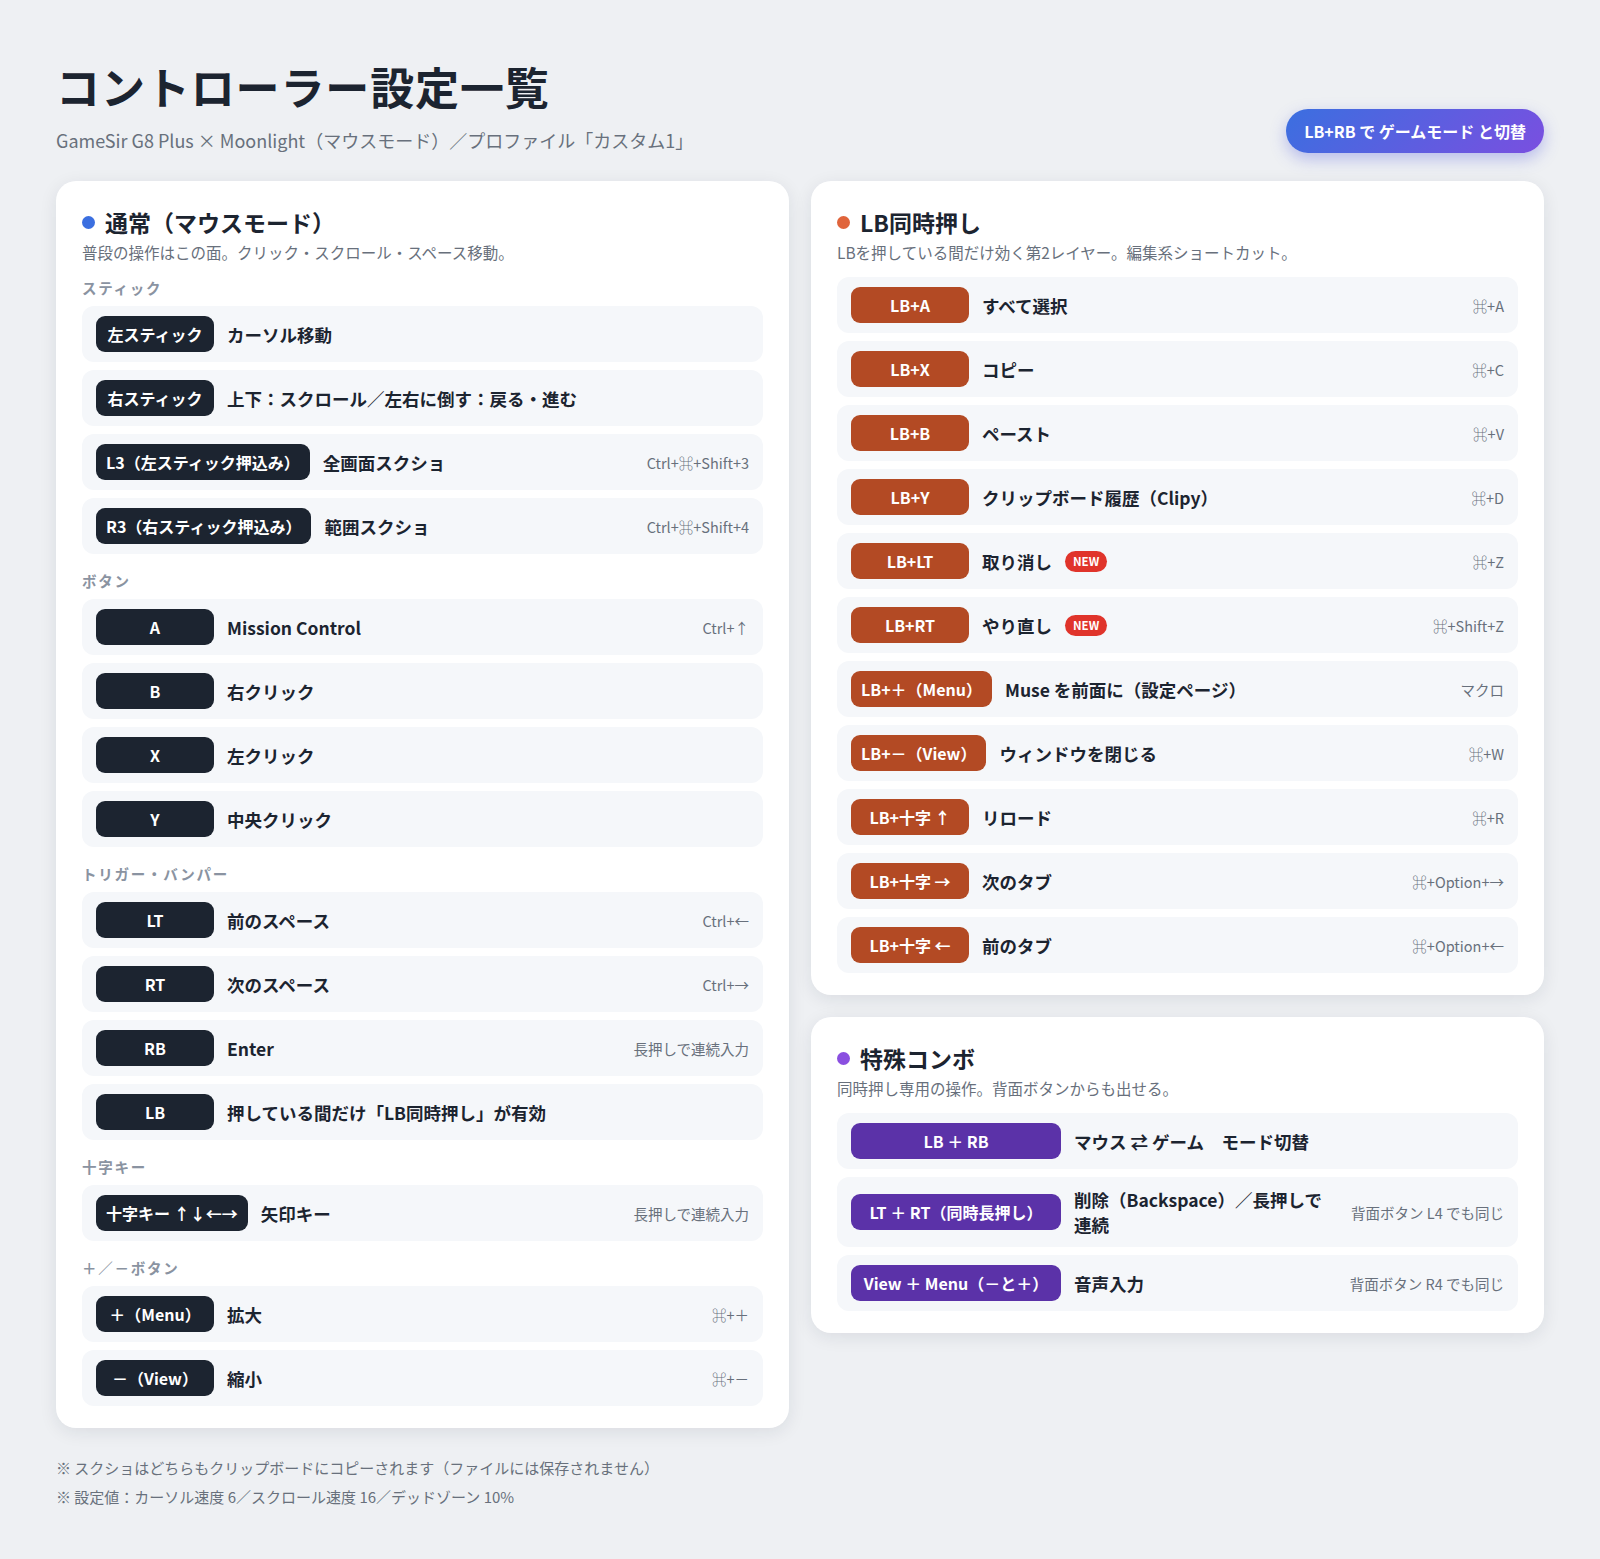 コントローラー設定一覧
GameSir G8 Plus × Moonlight（マウスモード）／プロファイル「カスタム1」
LB+RB で ゲームモード と切替
通常（マウスモード）
普段の操作はこの面。クリック・スクロール・スペース移動。
スティック
左スティック カーソル移動
右スティック 上下：スクロール／左右に倒す：戻る・進む
L3（左スティック押込み） 全画面スクショ Ctrl+⌘+Shift+3
R3（右スティック押込み） 範囲スクショ Ctrl+⌘+Shift+4
ボタン
A Mission Control Ctrl+↑
B 右クリック
X 左クリック
Y 中央クリック
トリガー・バンパー
LT 前のスペース Ctrl+←
RT 次のスペース Ctrl+→
RB Enter 長押しで連続入力
LB 押している間だけ「LB同時押し」が有効
十字キー
十字キー ↑↓←→ 矢印キー 長押しで連続入力
＋／−ボタン
＋（Menu） 拡大 ⌘+＋
−（View） 縮小 ⌘+−
LB同時押し
LBを押している間だけ効く第2レイヤー。編集系ショートカット。
LB+A すべて選択 ⌘+A
LB+X コピー ⌘+C
LB+B ペースト ⌘+V
LB+Y クリップボード履歴（Clipy） ⌘+D
LB+LT 取り消し NEW ⌘+Z
LB+RT やり直し NEW ⌘+Shift+Z
LB+＋（Menu） Muse を前面に（設定ページ） マクロ
LB+−（View） ウィンドウを閉じる ⌘+W
LB+十字 ↑ リロード ⌘+R
LB+十字 → 次のタブ ⌘+Option+→
LB+十字 ← 前のタブ ⌘+Option+←
特殊コンボ
同時押し専用の操作。背面ボタンからも出せる。
LB ＋ RB マウス ⇄ ゲーム　モード切替
LT ＋ RT（同時長押し） 削除（Backspace）／長押しで
連続 背面ボタン L4 でも同じ
View ＋ Menu（−と＋） 音声入力 背面ボタン R4 でも同じ
※ スクショはどちらもクリップボードにコピーされます（ファイルには保存されません）
※ 設定値：カーソル速度 6／スクロール速度 16／デッドゾーン 10%